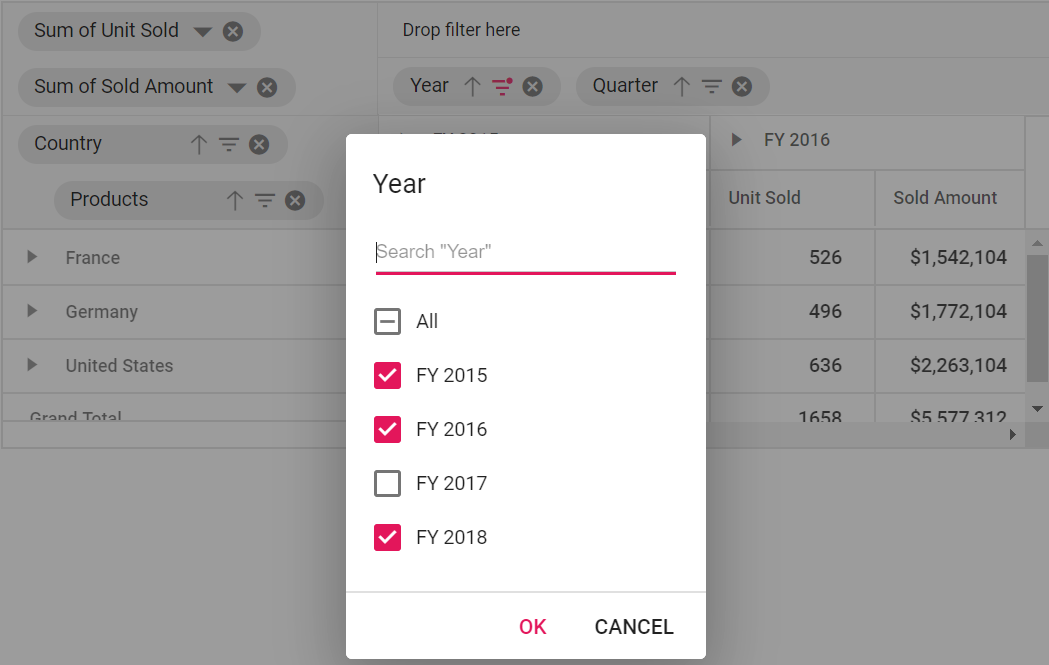 Sum of Unit Sold
Drop filter here
Sum of Sold Amount
Year
Quarter
Country
FY 2016
Products
Unit Sold
Sold Amount
France
526
$1,542,104
Germany
496
$1,772,104
United States
636
$2,263,104
Grand Total
1658
$5,577,312
Year
Search "Year"
All
FY 2015
FY 2016
FY 2017
FY 2018
OK
CANCEL